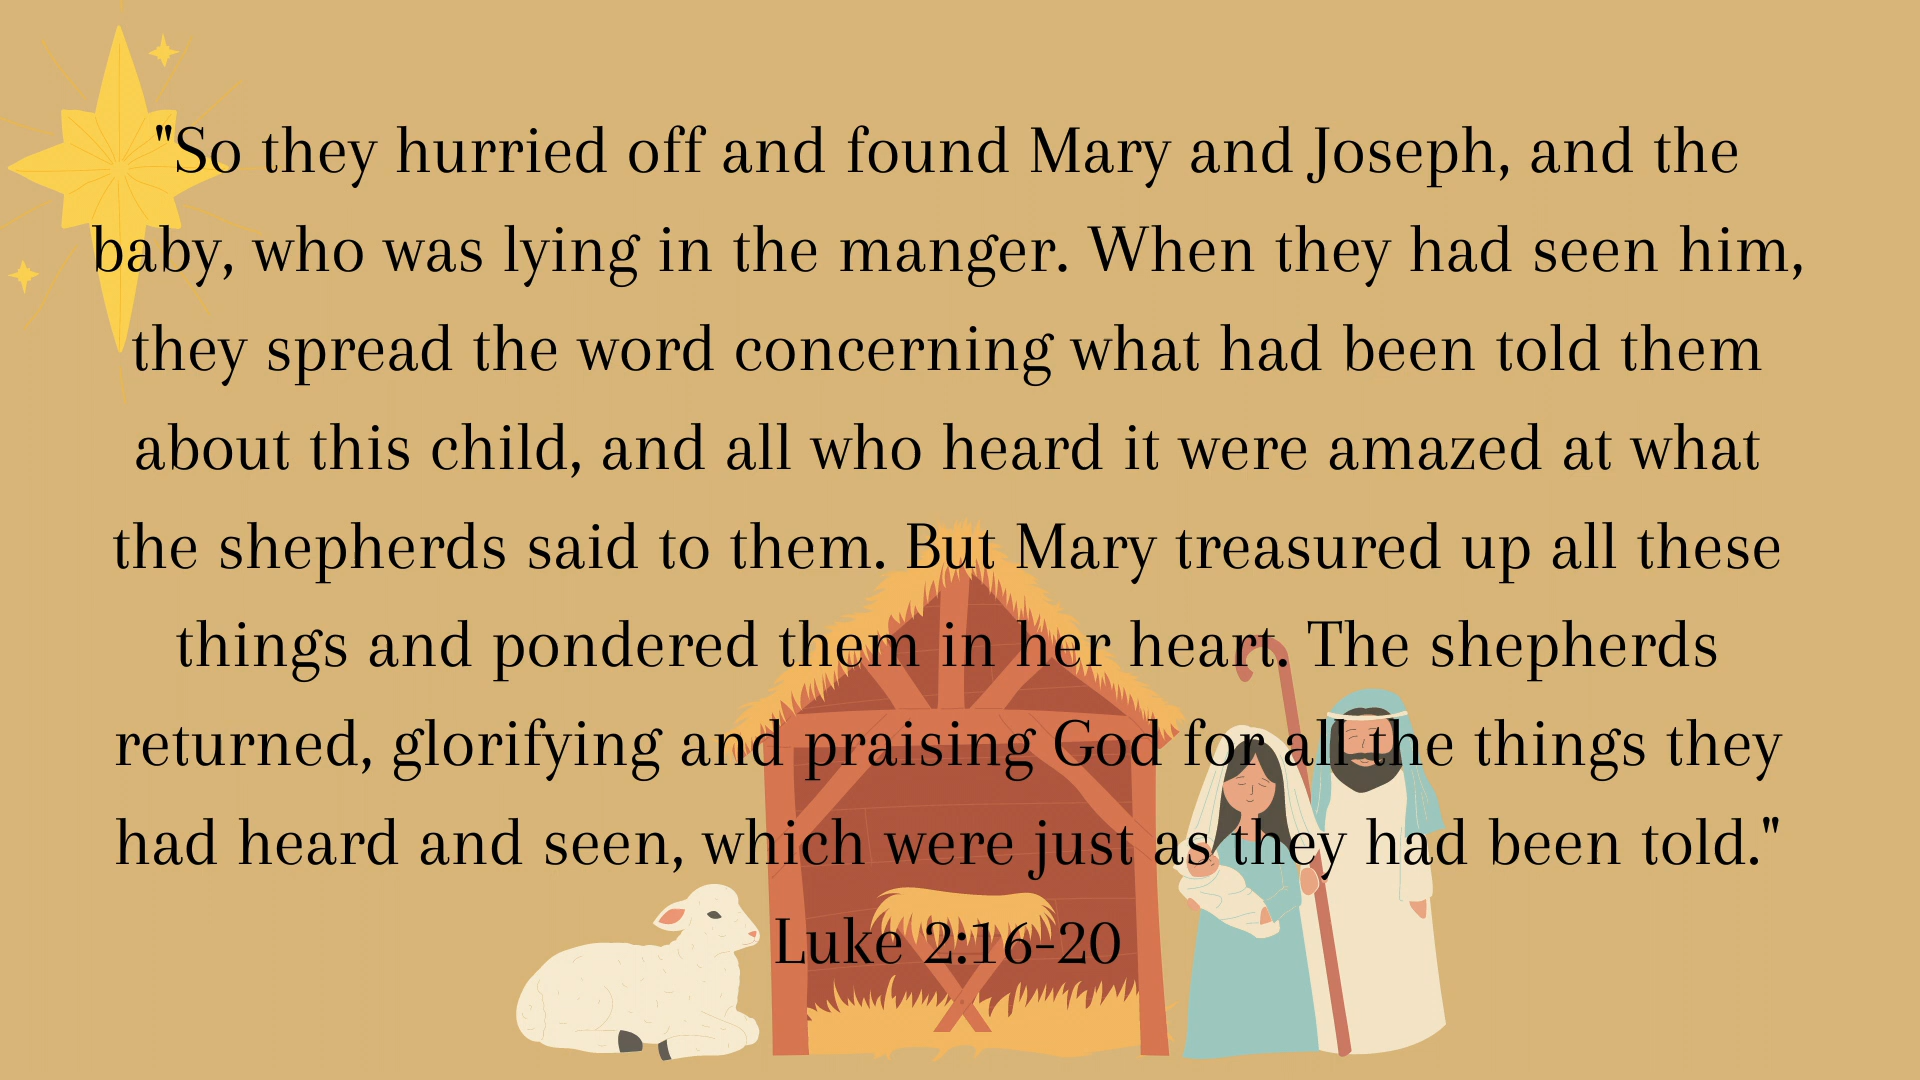 "So they hurried off and found Mary and Joseph, and the
baby, who was lying in the manger. When they had seen him,
they spread the word concerning what had been told them
about this child, and all who heard it were amazed at what
the shepherds said to them. But Mary treasured up all these
things and pondered them in her heart. The shepherds
returned, glorifying and praising God for all the things they
had heard and seen, which were just as they had been told."
Luke 2:16-20